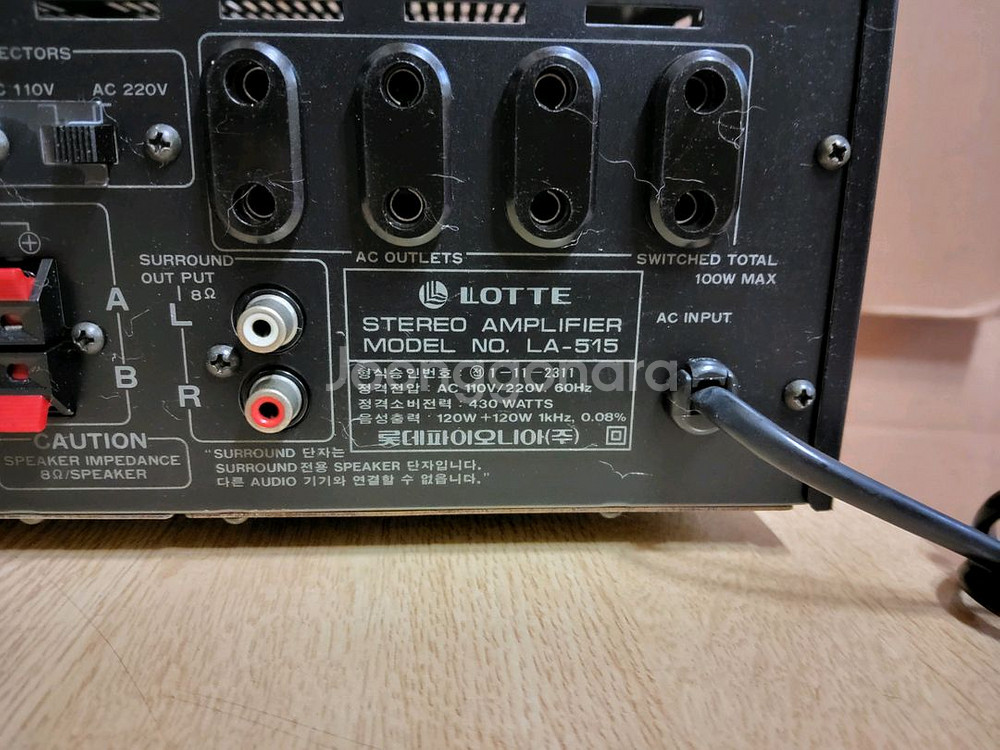 ECTORS
C 110V AC 220V
AC OUTLETS
SWITCHED TOTAL
100W MAX
SURROUND
OUT PUT
8Ω
L
R
A
B
CAUTION
SPEAKER IMPEDANCE
8Ω/SPEAKER
LOTTE
STEREO AMPLIFIER
MODEL NO. LA-515
형식승인번호 : 전 1-11-2311
정격전압 : AC 110V/220V. 60Hz
정격소비전력 : 430 WATTS
음성출력 : 120W+120W 1kHz, 0.08%
롯데파이오니아(주)
AC INPUT
"SURROUND 단자는
SURROUND전용 SPEAKER 단자입니다.
다른 AUDIO 기기와 연결할 수 없읍니다."
Joonggonara